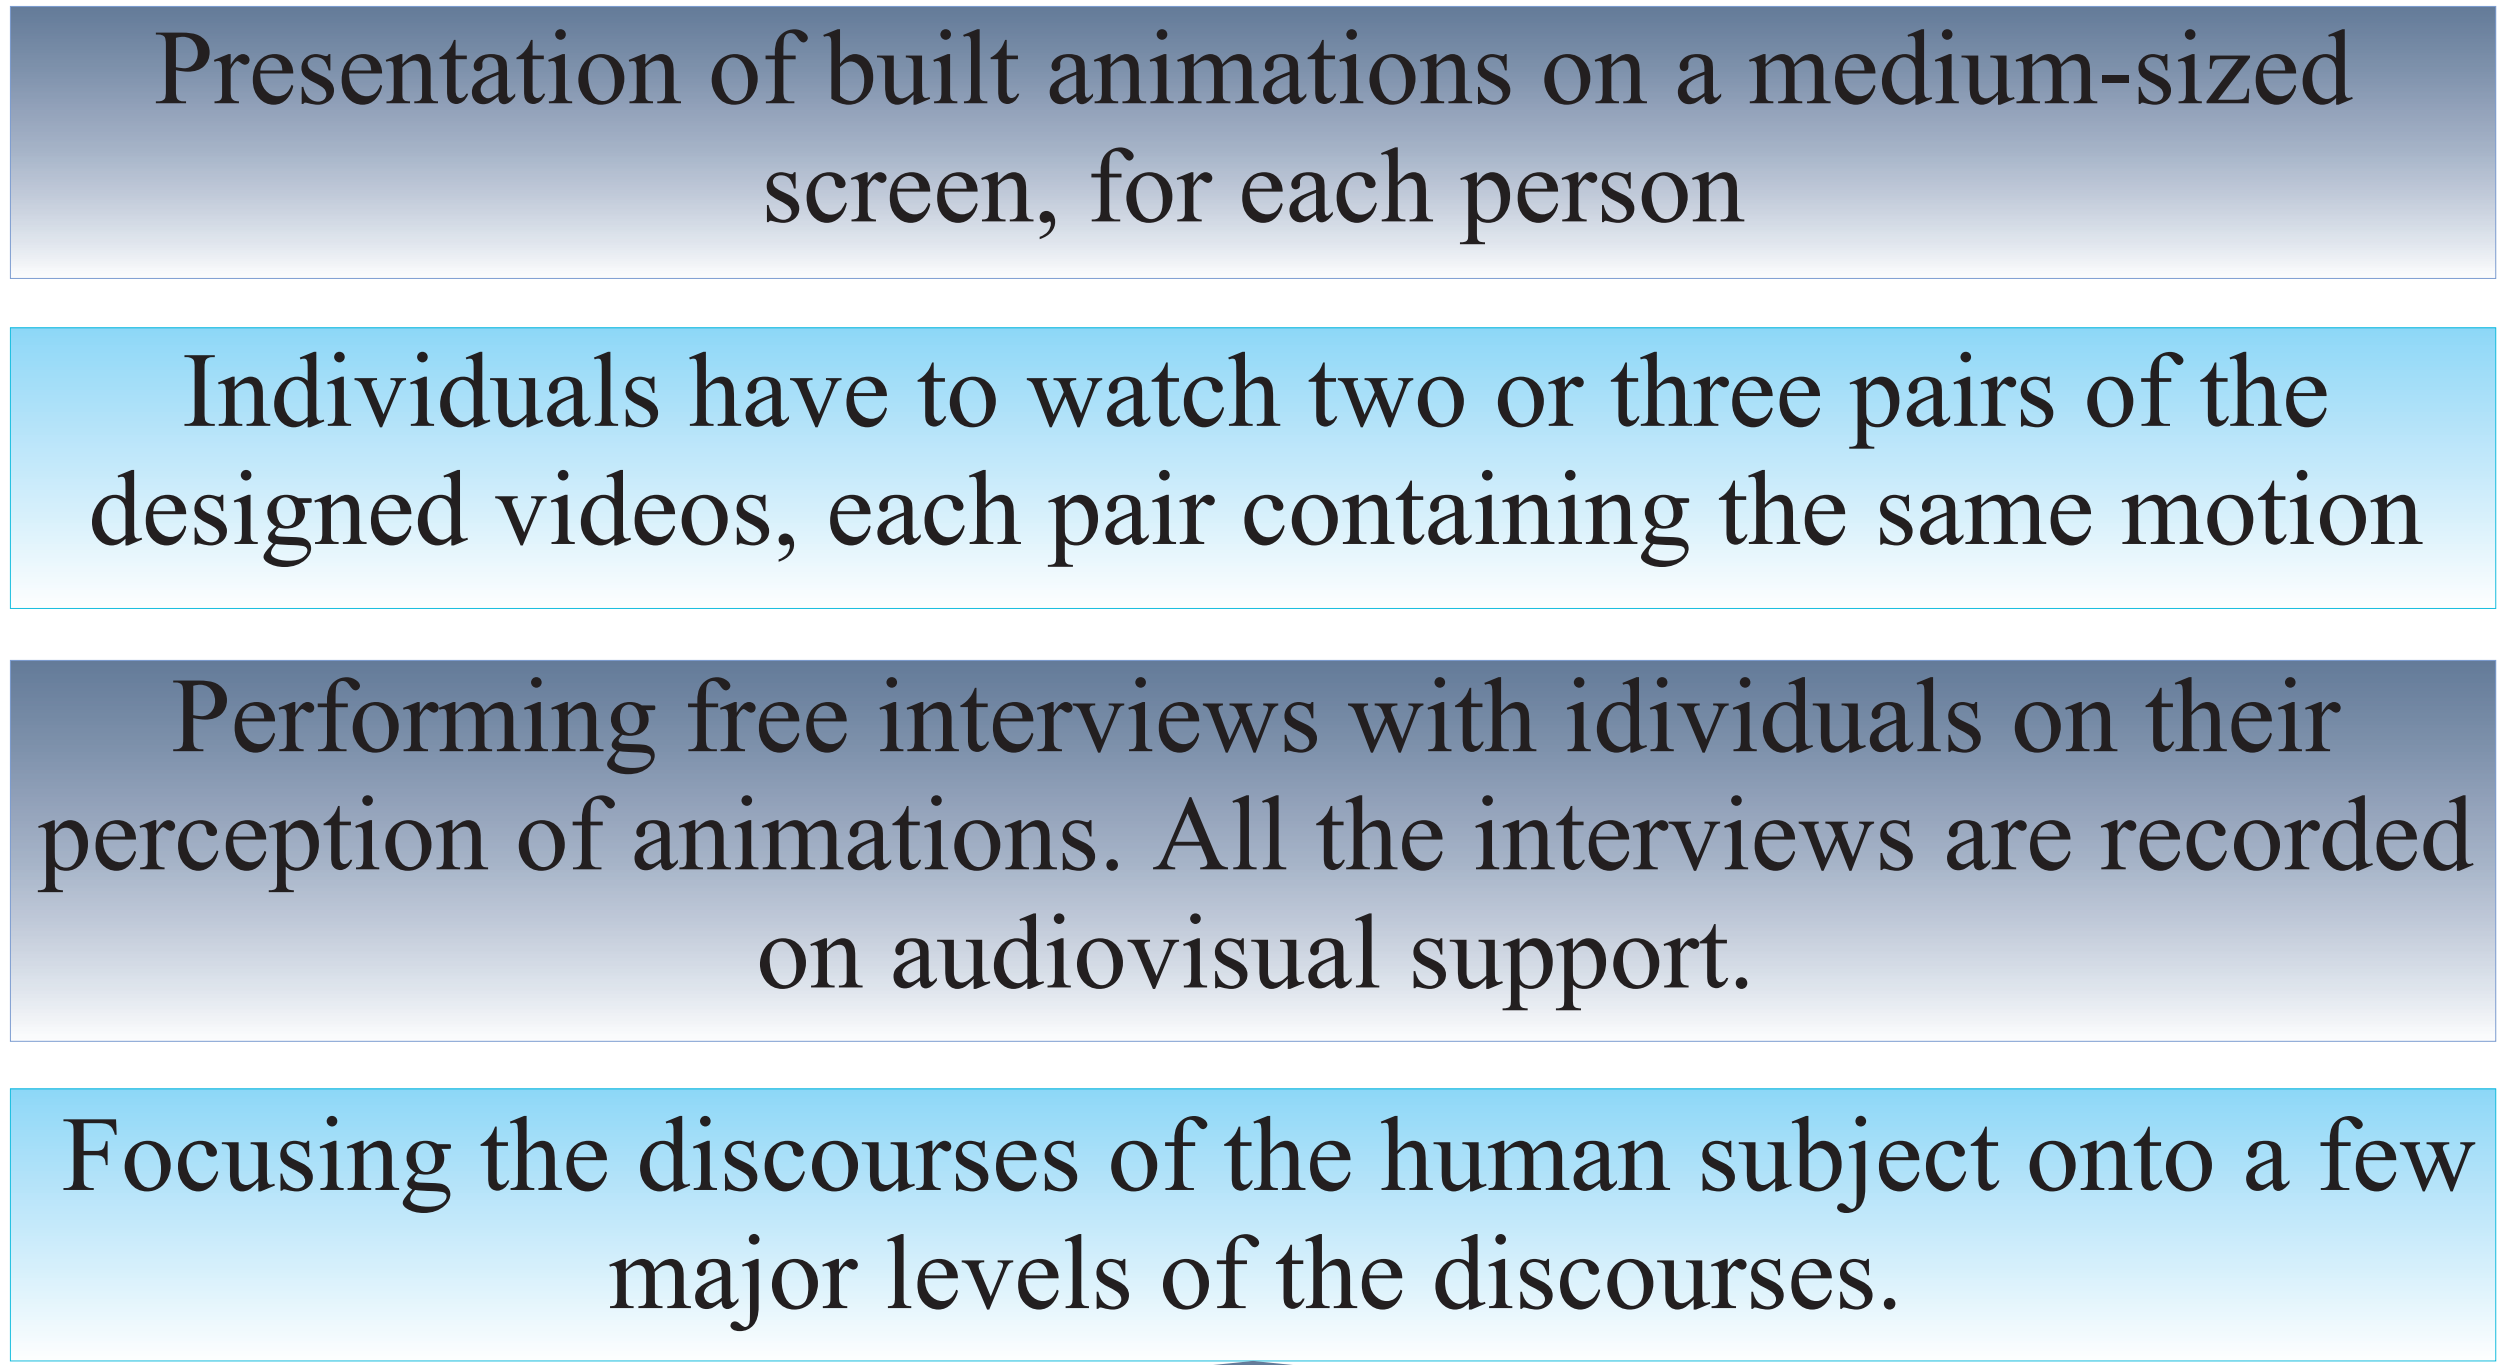 Presentation of built animations on a medium-sized
screen, for each person
Individuals have to watch two or three pairs of the
designed videos, each pair containing the same motion
Performing free interviews with idividuals on their
perception of animations. All the interviews are recorded
on audiovisual support.
Focusing the discourses of the human subject onto a few
major levels of the discourses.